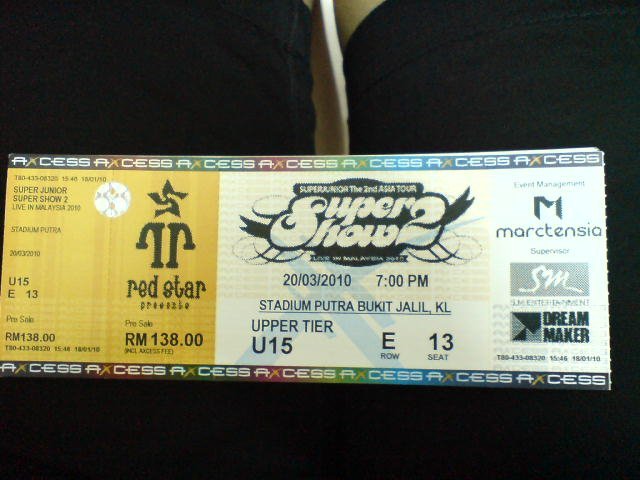 AXCESS AXCESS AXCESS AXCESS AXCESS AXCESS AXCESS
T80-433-08320 15:46 18/01/10
SUPER JUNIOR
SUPER SHOW 2
LIVE IN MALAYSIA 2010
STADIUM PUTRA
20/03/2010
U15
E 13
Pre Sale
RM138.00
T80-433-08320 15:46 18/01/10
red star
presents
Pre Sale
RM 138.00
(INCL AXCESS FEE)
SUPERJUNIOR The 2nd ASIA TOUR
Super
Show2
LIVE IN MALAYSIA 2010
20/03/2010 7:00 PM
STADIUM PUTRA BUKIT JALIL, KL
UPPER TIER
U15
E 13
ROW SEAT
Event Management
marctensia
Supervisor
SM
S.M.ENTERTAINMENT
DREAM
MAKER
T80-433-08320 15:46 18/01/10
AXCESS AXCESS AXCESS AXCESS AXCESS AXCESS AXCESS